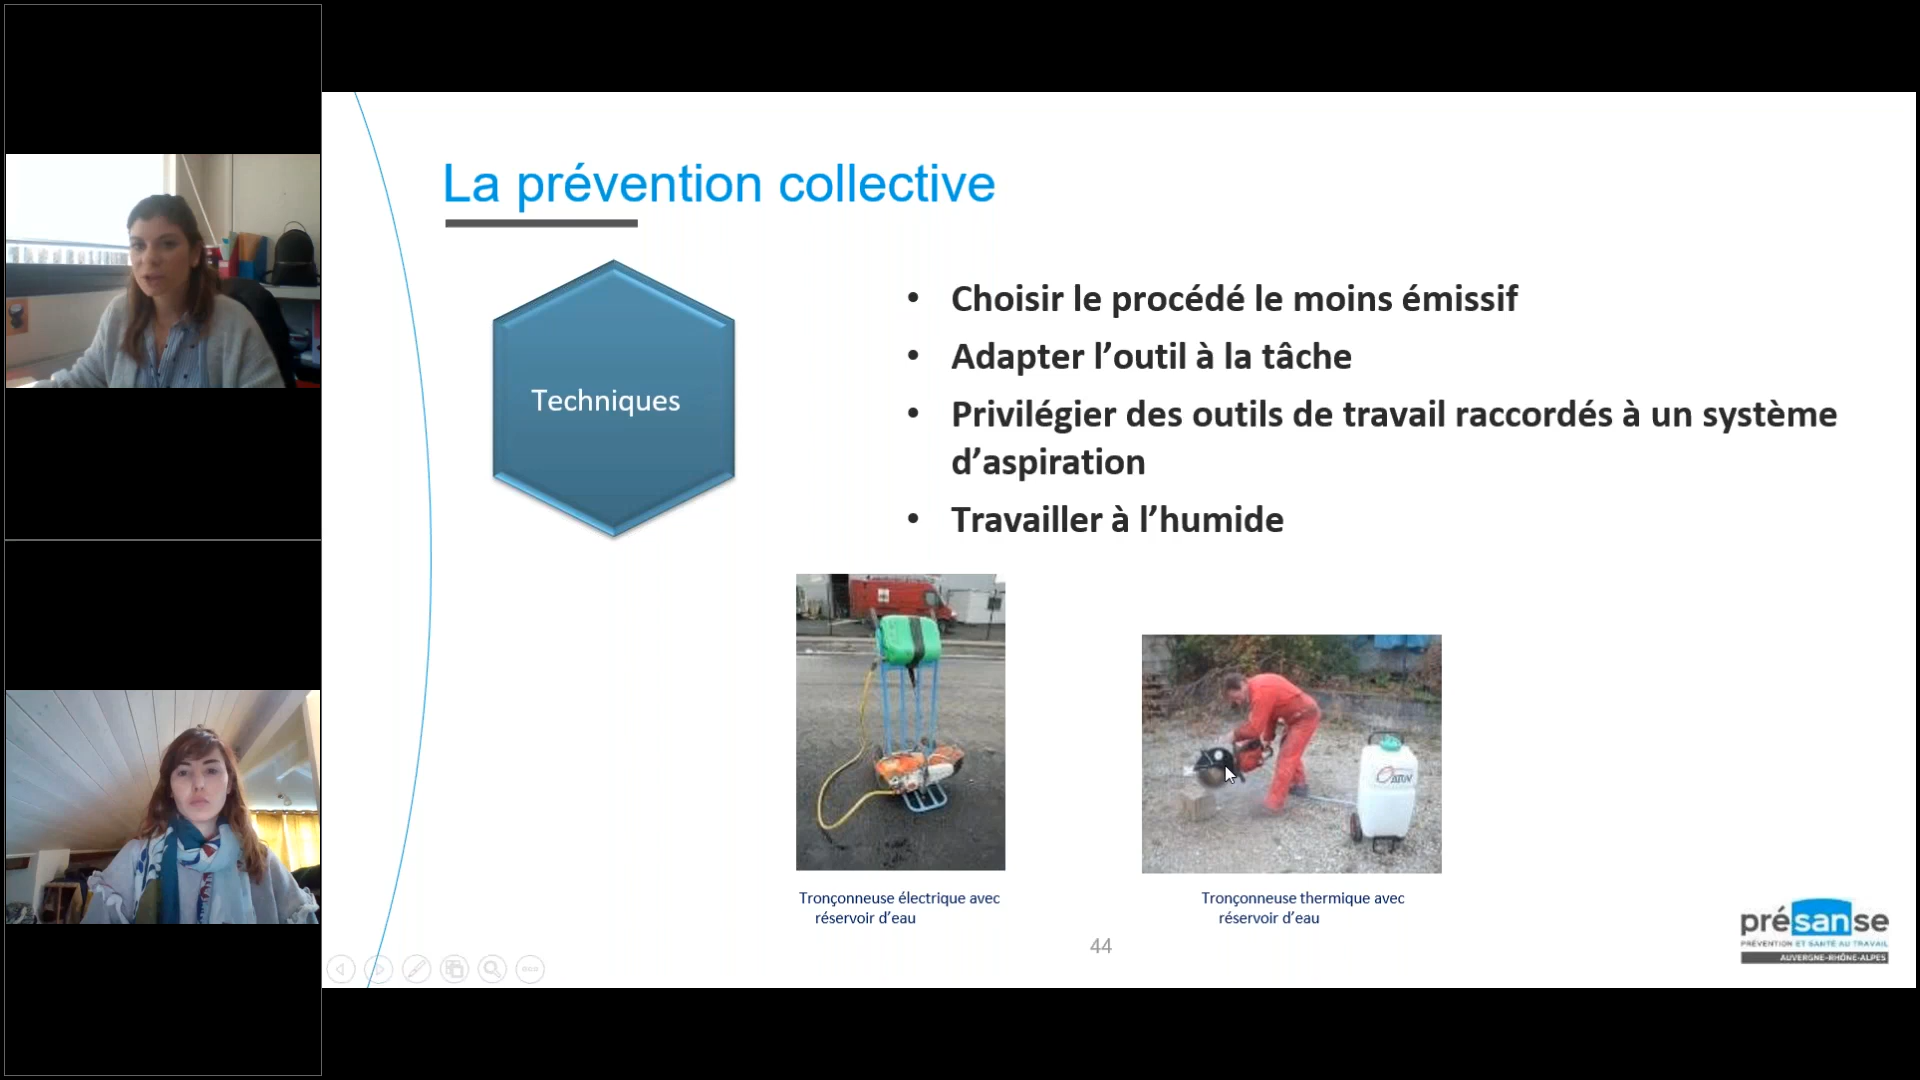 La prévention collective
Techniques
• Choisir le procédé le moins émissif
• Adapter l’outil à la tâche
• Privilégier des outils de travail raccordés à un système
d’aspiration
• Travailler à l’humide
Tronçonneuse électrique avec
réservoir d’eau
Tronçonneuse thermique avec
réservoir d’eau
44
présanse
PRÉVENTION ET SANTÉ AU TRAVAIL
AUVERGNE-RHÔNE-ALPES